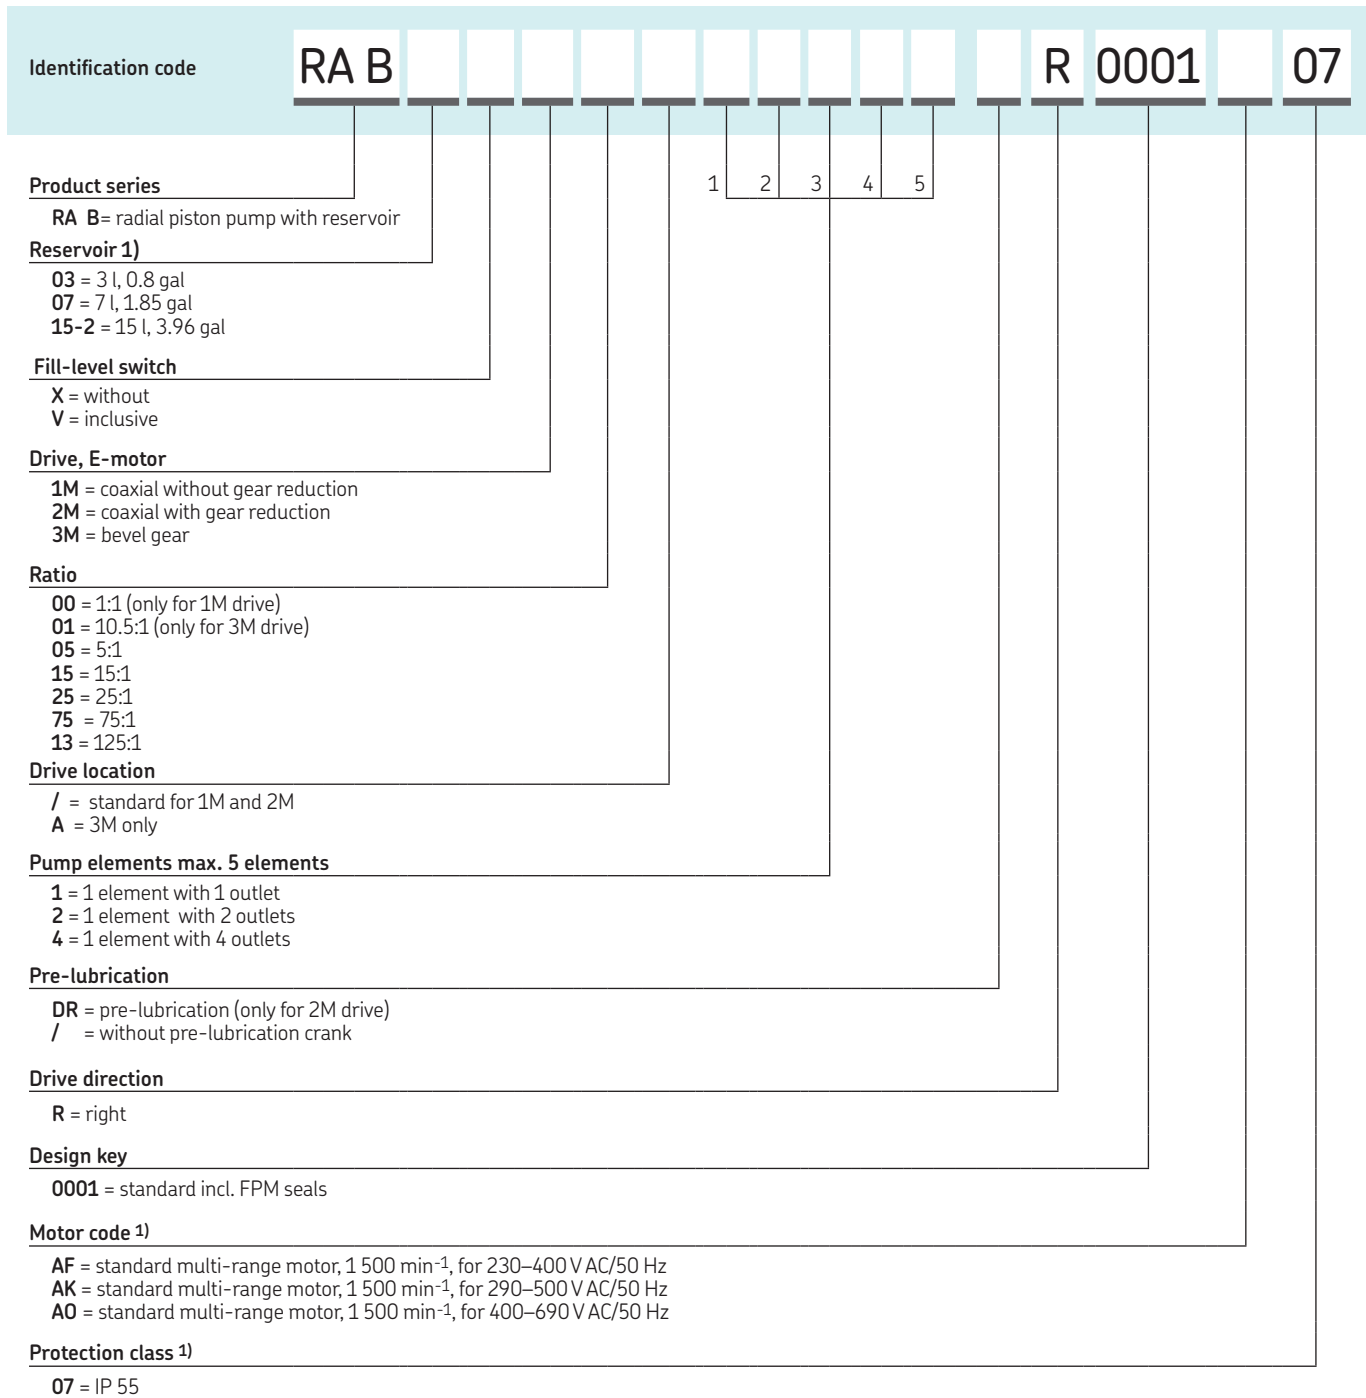 Identification code RA B R 0001 07
1 2 3 4 5
Product series
RA B= radial piston pump with reservoir
Reservoir 1)
03 = 3 l, 0.8 gal
07 = 7 l, 1.85 gal
15-2 = 15 l, 3.96 gal
Fill-level switch
X = without
V = inclusive
Drive, E-motor
1M = coaxial without gear reduction
2M = coaxial with gear reduction
3M = bevel gear
Ratio
00 = 1:1 (only for 1M drive)
01 = 10.5:1 (only for 3M drive)
05 = 5:1
15 = 15:1
25 = 25:1
75 = 75:1
13 = 125:1
Drive location
/ = standard for 1M and 2M
A = 3M only
Pump elements max. 5 elements
1 = 1 element with 1 outlet
2 = 1 element with 2 outlets
4 = 1 element with 4 outlets
Pre-lubrication
DR = pre-lubrication (only for 2M drive)
/ = without pre-lubrication crank
Drive direction
R = right
Design key
0001 = standard incl. FPM seals
Motor code 1)
AF = standard multi-range motor, 1 500 min-1, for 230–400 V AC/50 Hz
AK = standard multi-range motor, 1 500 min-1, for 290–500 V AC/50 Hz
AO = standard multi-range motor, 1 500 min-1, for 400–690 V AC/50 Hz
Protection class 1)
07 = IP 55